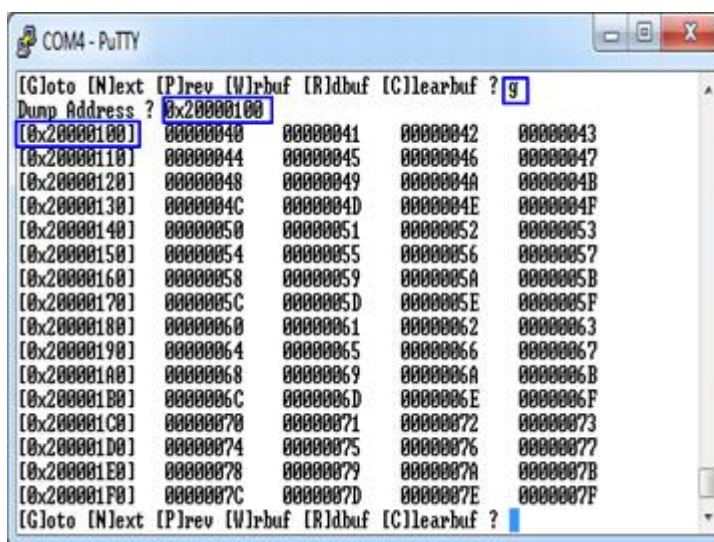 COM4 - PuTTY
[G]oto [N]ext [P]rev [W]rbuf [R]dbuf [C]learbuf ? g
Dump Address ? 0x20000100
[0x20000100] 00000040 00000041 00000042 00000043
[0x20000110] 00000044 00000045 00000046 00000047
[0x20000120] 00000048 00000049 0000004A 0000004B
[0x20000130] 0000004C 0000004D 0000004E 0000004F
[0x20000140] 00000050 00000051 00000052 00000053
[0x20000150] 00000054 00000055 00000056 00000057
[0x20000160] 00000058 00000059 0000005A 0000005B
[0x20000170] 0000005C 0000005D 0000005E 0000005F
[0x20000180] 00000060 00000061 00000062 00000063
[0x20000190] 00000064 00000065 00000066 00000067
[0x200001A0] 00000068 00000069 0000006A 0000006B
[0x200001B0] 0000006C 0000006D 0000006E 0000006F
[0x200001C0] 00000070 00000071 00000072 00000073
[0x200001D0] 00000074 00000075 00000076 00000077
[0x200001E0] 00000078 00000079 0000007A 0000007B
[0x200001F0] 0000007C 0000007D 0000007E 0000007F
[G]oto [N]ext [P]rev [W]rbuf [R]dbuf [C]learbuf ?